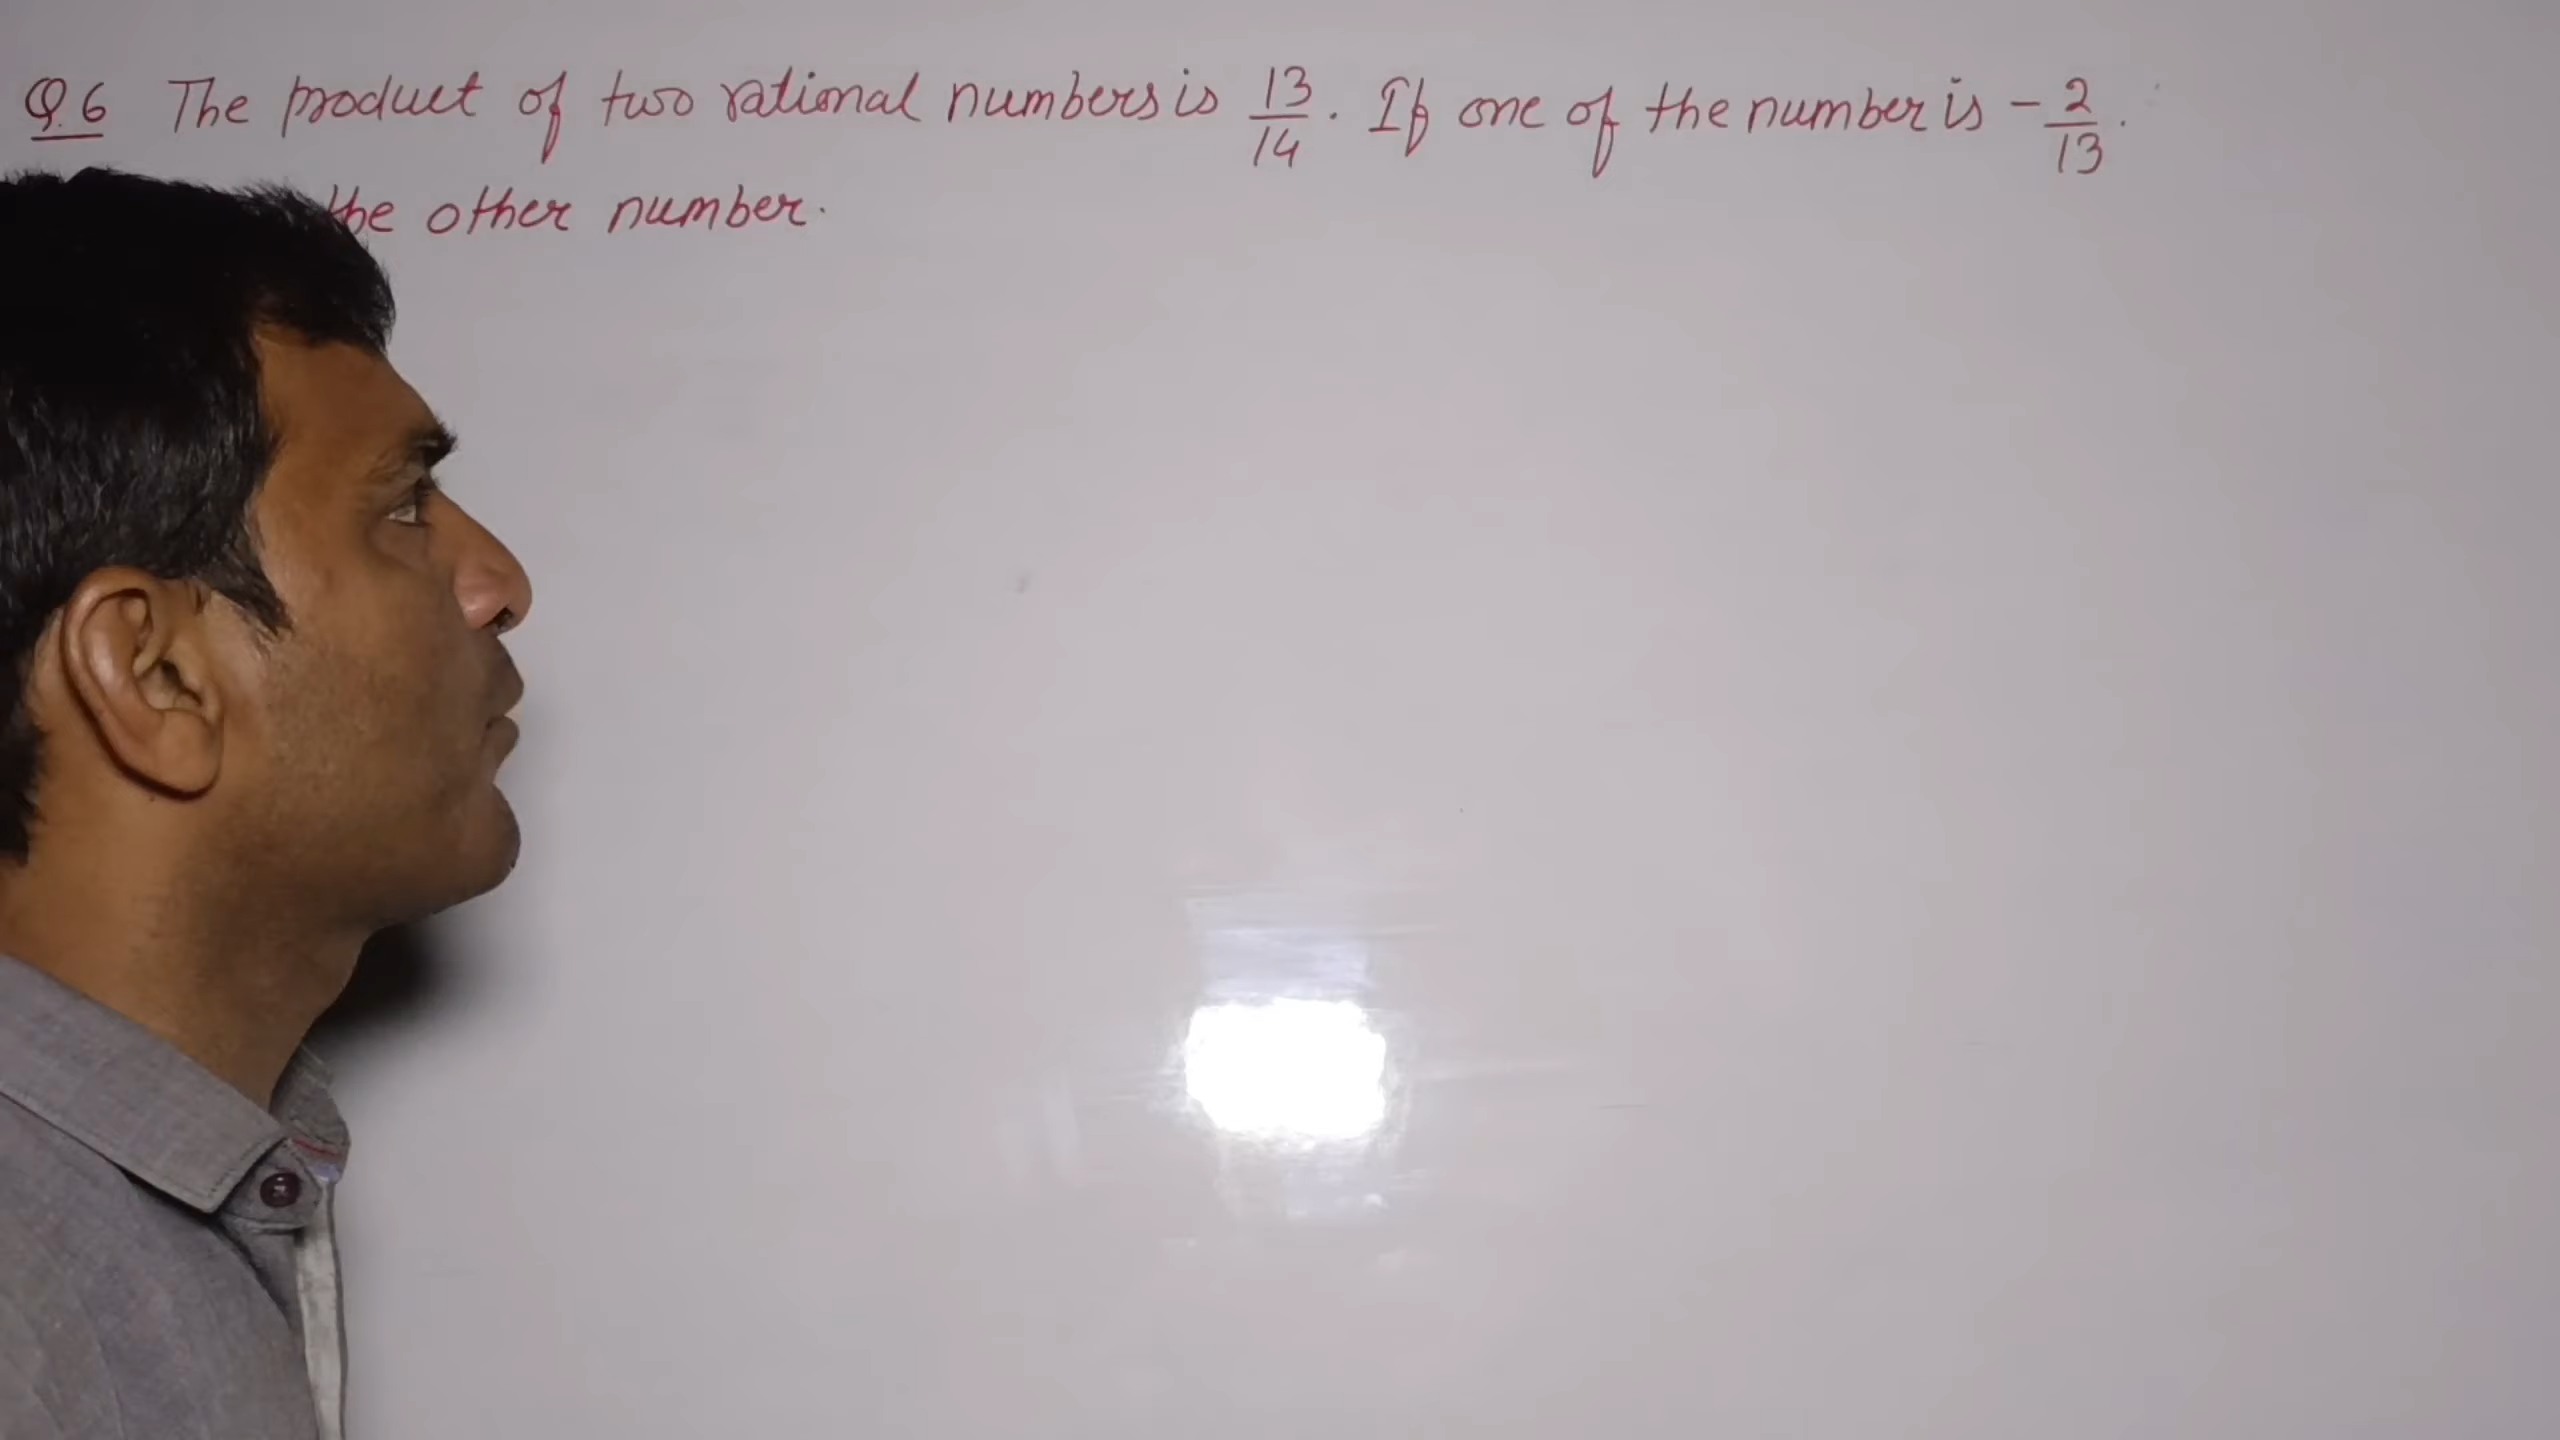 Q.6 The product of two rational numbers is 13/14. If one of the number is -2/13.
the other number.